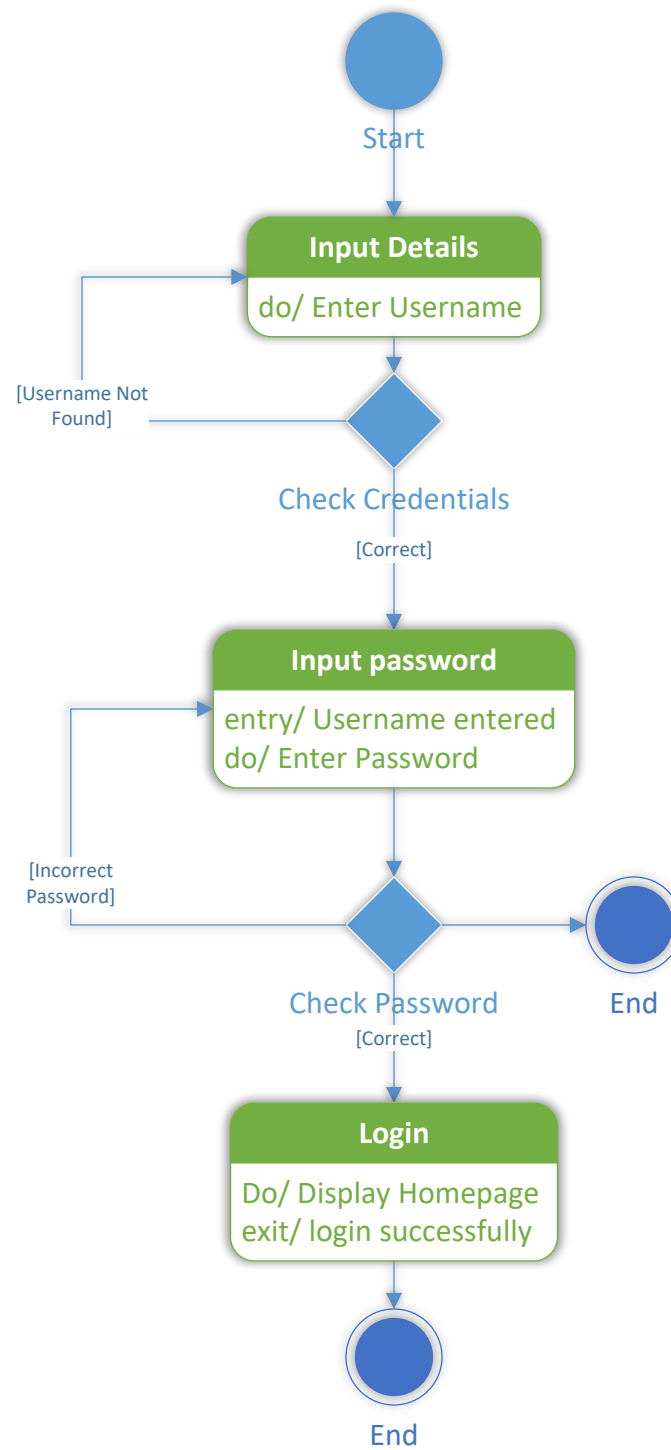 Start
Input Details
do/ Enter Username
[Username Not
Found]
Check Credentials
[Correct]
Input password
entry/ Username entered
do/ Enter Password
[Incorrect
Password]
End
Check Password
[Correct]
Login
Do/ Display Homepage
exit/ login successfully
End